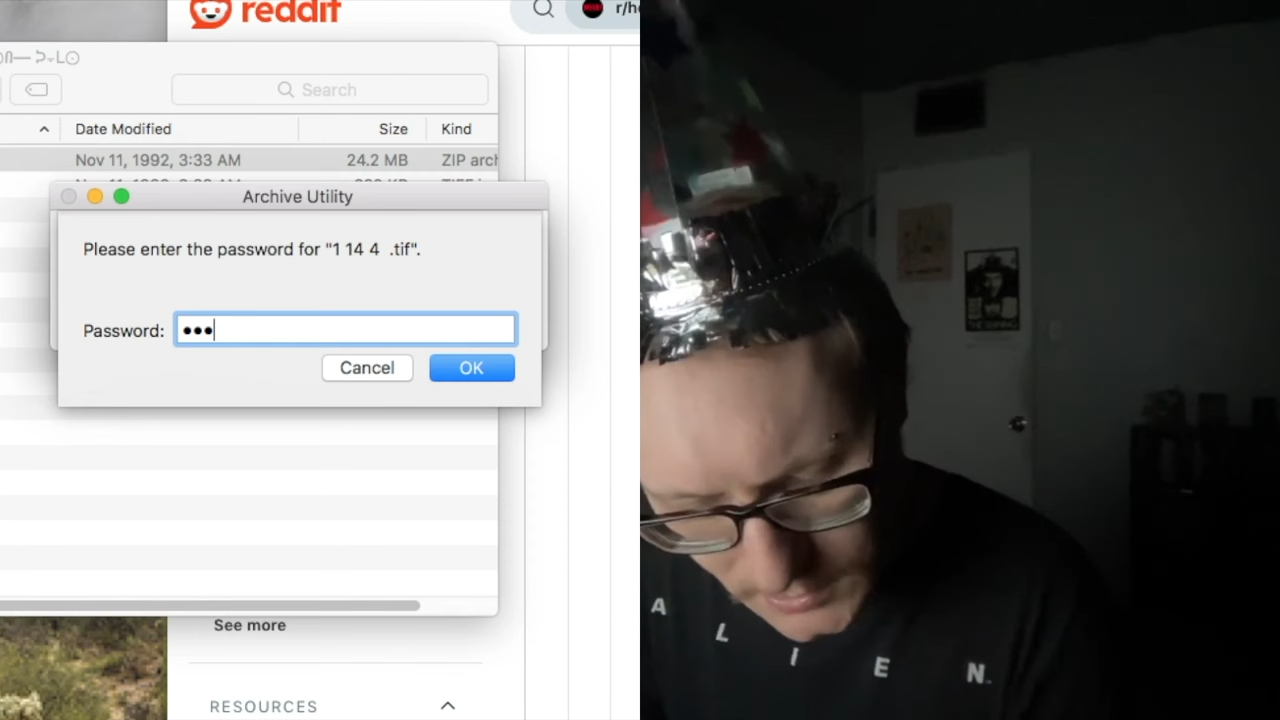 reddit
r/h
Search
Date Modified Size Kind
Nov 11, 1992, 3:33 AM 24.2 MB ZIP arch
Archive Utility
Please enter the password for "1 14 4 .tif".
Password:
Cancel OK
See more
RESOURCES
A L I E N